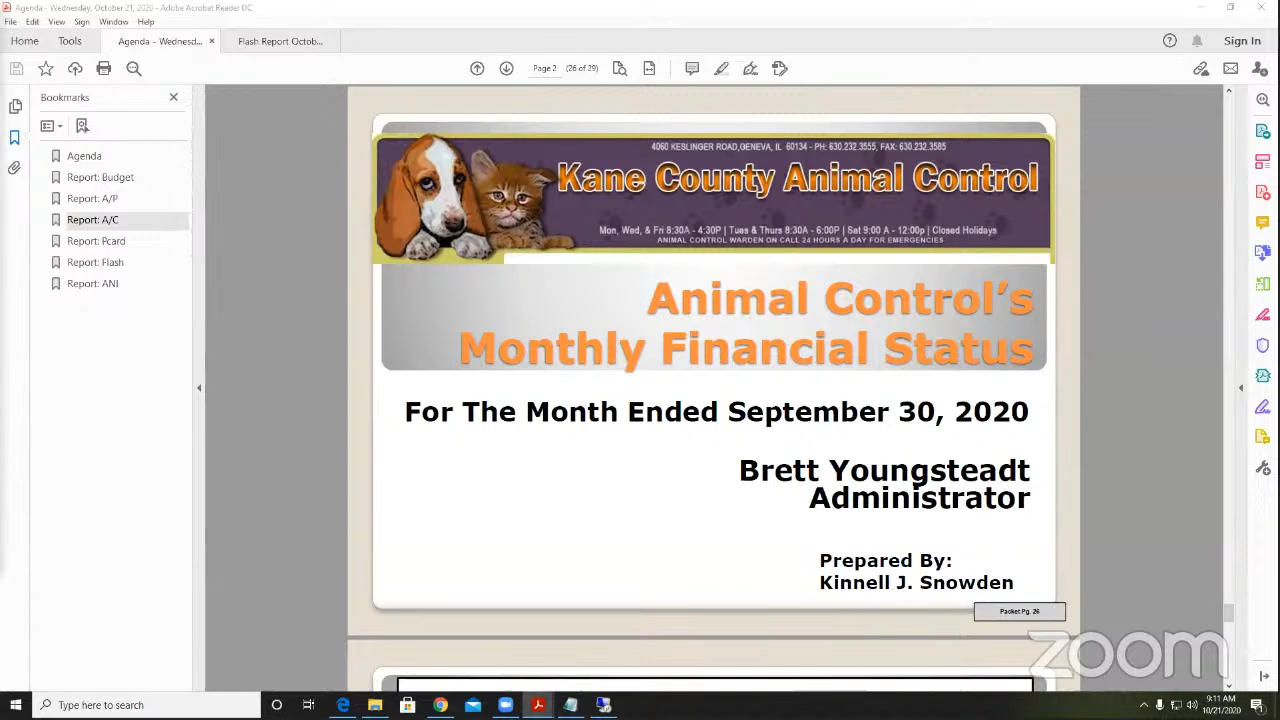 Agenda - Wednesday, October 21, 2020 - Adobe Acrobat Reader DC
File Edit View Sign Window Help
Home Tools Agenda - Wednesd... × Flash Report Octob... Sign In
Page 2 (26 of 29)
Bookmarks
Agenda
Report: Budget
Report: A/P
Report: A/C
Report: Pcard
Report: Flash
Report: ANI
4060 KESLINGER ROAD,GENEVA, IL 60134 - PH: 630.232.3555, FAX: 630.232.3585
Kane County Animal Control
Mon, Wed, & Fri 8:30A - 4:30P | Tues & Thurs 8:30A - 6:00P | Sat 9:00 A - 12:00p | Closed Holidays
ANIMAL CONTROL WARDEN ON CALL 24 HOURS A DAY FOR EMERGENCIES
Animal Control’s
Monthly Financial Status
For The Month Ended September 30, 2020
Brett Youngsteadt
Administrator
Prepared By:
Kinnell J. Snowden
Packet Pg. 26
zoom
Type here to search
9:11 AM
10/21/2020